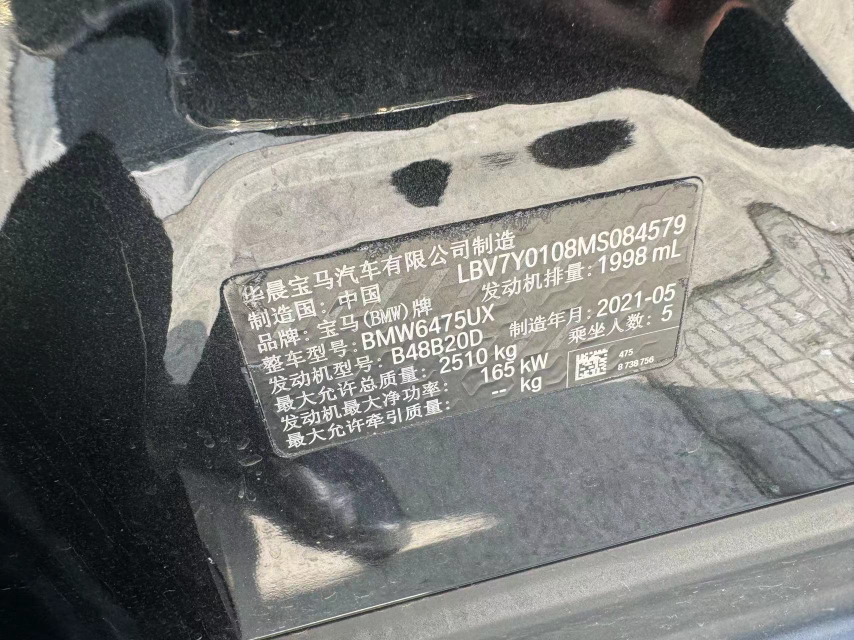 华晨宝马汽车有限公司制造
LBV7Y0108MS084579
制造国: 中国
发动机排量: 1998 mL
品牌: 宝马(BMW)牌
整车型号: BMW6475UX
制造年月: 2021-05
发动机型号: B48B20D
乘坐人数: 5
最大允许总质量: 2510 kg
发动机最大净功率: 165 kW
最大允许牵引质量: -- kg
475
8 738 756